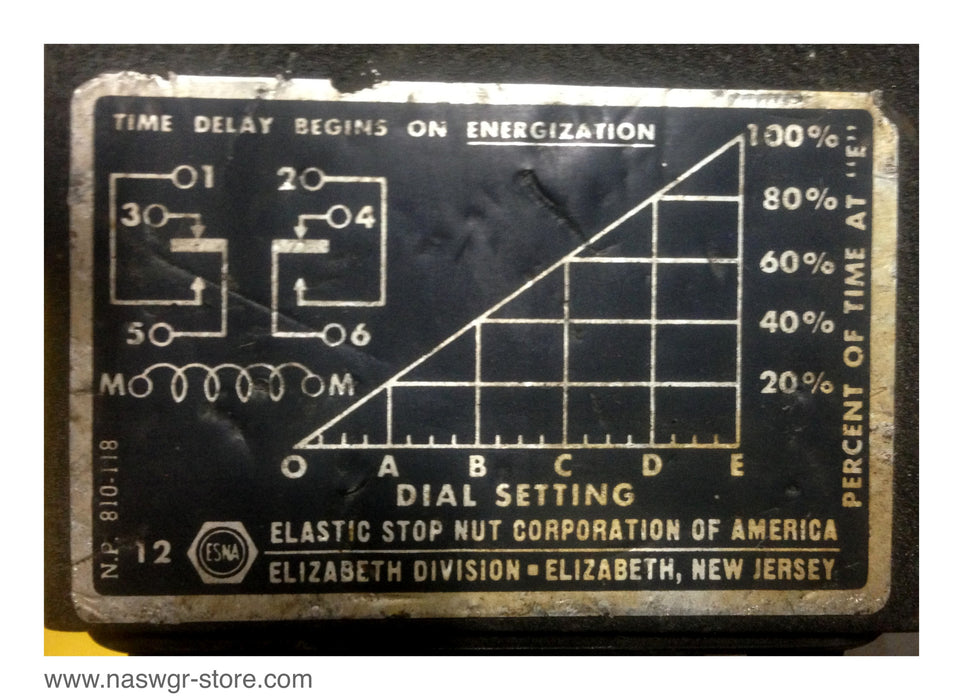 TIME DELAY BEGINS ON ENERGIZATION
1 2
3 4
5 6
M M
100%
80%
60%
40%
20%
PERCENT OF TIME AT "E"
O A B C D E
DIAL SETTING
N.P. 810-118
12
ESNA
ELASTIC STOP NUT CORPORATION OF AMERICA
ELIZABETH DIVISION ▪ ELIZABETH, NEW JERSEY
www.naswgr-store.com